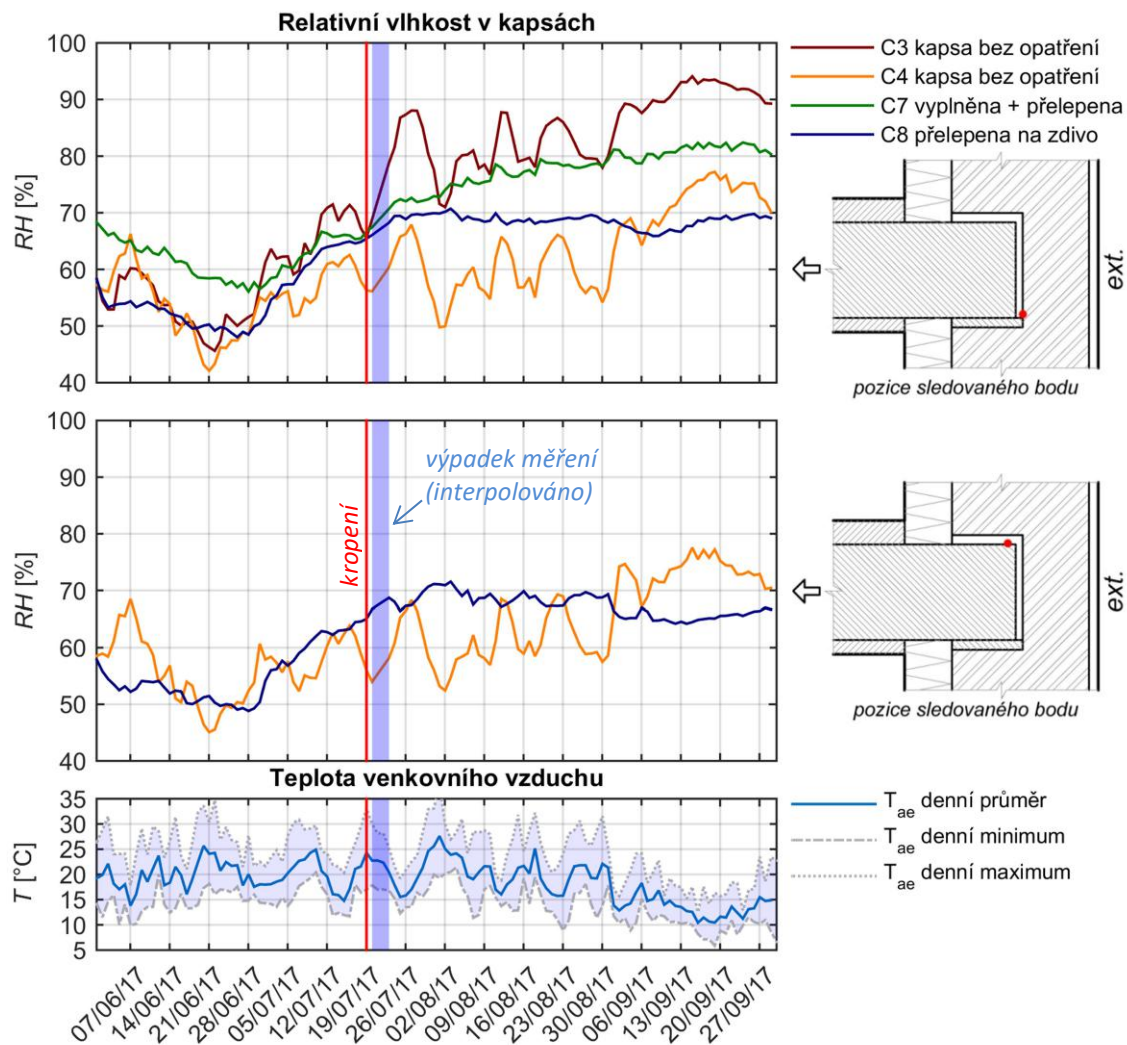 Relativní vlhkost v kapsách
100
90
80
70
60
50
40
RH [%]
C3 kapsa bez opatření
C4 kapsa bez opatření
C7 vyplněna + přelepena
C8 přelepena na zdivo
ext.
pozice sledovaného bodu
100
90
80
70
60
50
40
RH [%]
výpadek měření
(interpolováno)
kropení
ext.
pozice sledovaného bodu
Teplota venkovního vzduchu
35
30
25
20
15
10
5
T [°C]
Tae denní průměr
Tae denní minimum
Tae denní maximum
07/06/17
14/06/17
21/06/17
28/06/17
05/07/17
12/07/17
19/07/17
26/07/17
02/08/17
09/08/17
16/08/17
23/08/17
30/08/17
06/09/17
13/09/17
20/09/17
27/09/17